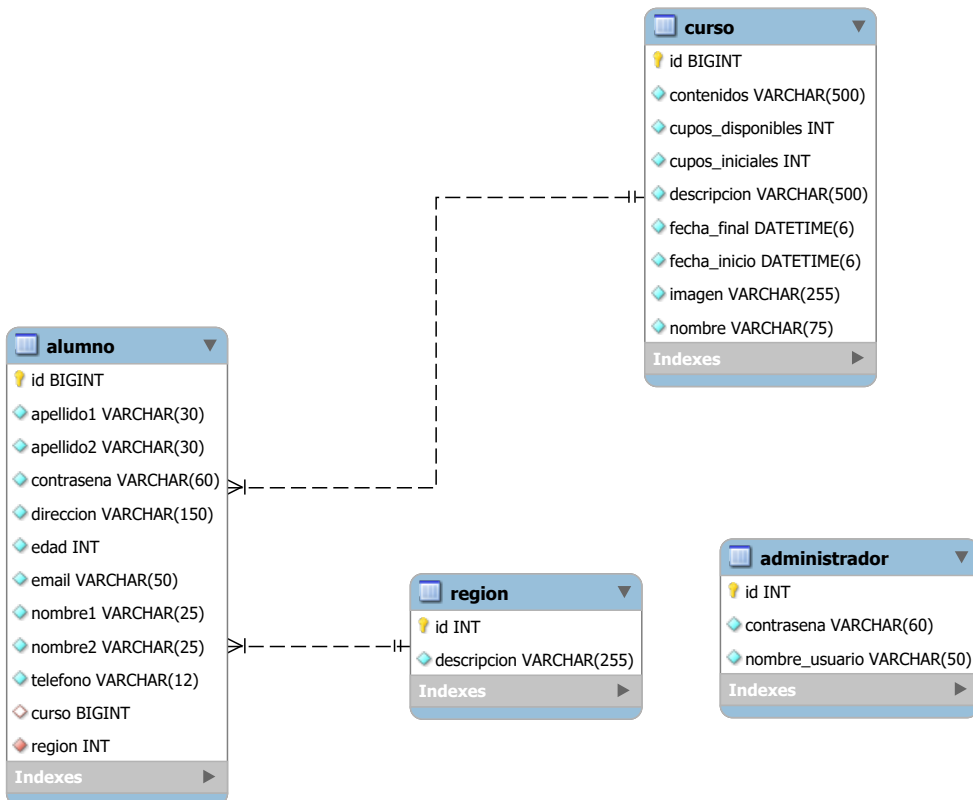 curso
id BIGINT
contenidos VARCHAR(500)
cupos_disponibles INT
cupos_iniciales INT
descripcion VARCHAR(500)
fecha_final DATETIME(6)
fecha_inicio DATETIME(6)
imagen VARCHAR(255)
nombre VARCHAR(75)
Indexes
alumno
id BIGINT
apellido1 VARCHAR(30)
apellido2 VARCHAR(30)
contrasena VARCHAR(60)
direccion VARCHAR(150)
edad INT
email VARCHAR(50)
nombre1 VARCHAR(25)
nombre2 VARCHAR(25)
telefono VARCHAR(12)
curso BIGINT
region INT
Indexes
region
id INT
descripcion VARCHAR(255)
Indexes
administrador
id INT
contrasena VARCHAR(60)
nombre_usuario VARCHAR(50)
Indexes